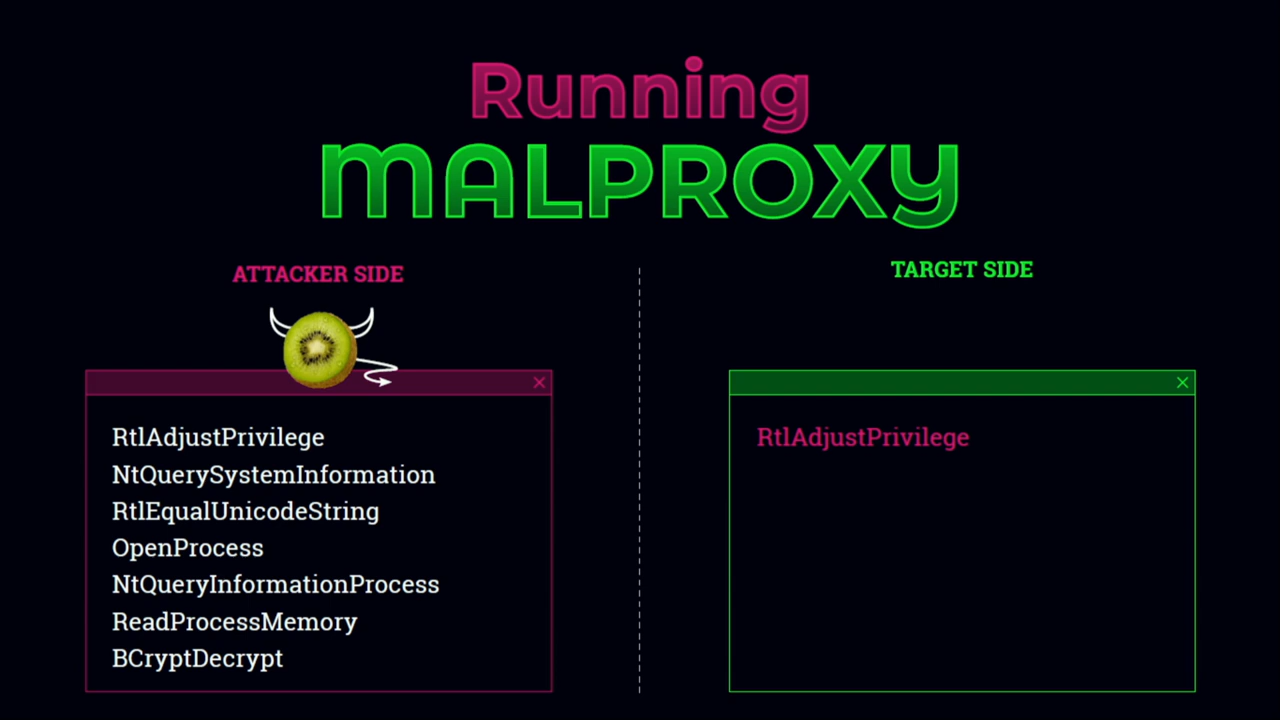 Running
MALPROXY
ATTACKER SIDE
TARGET SIDE
RtlAdjustPrivilege
NtQuerySystemInformation
RtlEqualUnicodeString
OpenProcess
NtQueryInformationProcess
ReadProcessMemory
BCryptDecrypt
RtlAdjustPrivilege